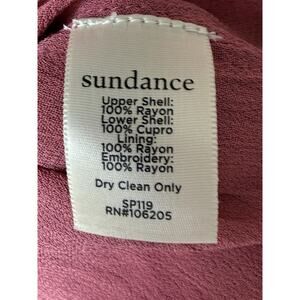 sundance
Upper Shell:
100% Rayon
Lower Shell:
100% Cupro
Lining:
100% Rayon
Embroidery:
100% Rayon
Dry Clean Only
SP119
RN#106205